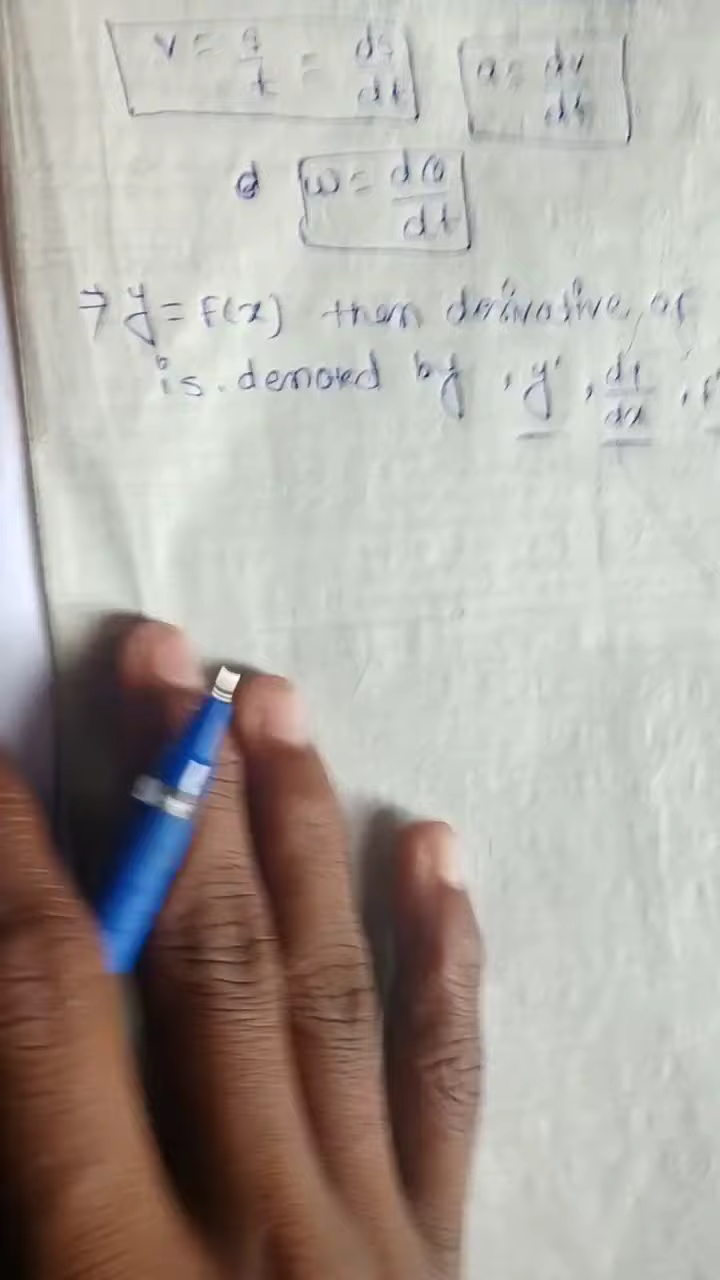 v = s/t = ds/dt   a = dv/dt
d   ω = dθ/dt
→ y = F(x) then derivative of
is denoted by , y' , dy/dx ,